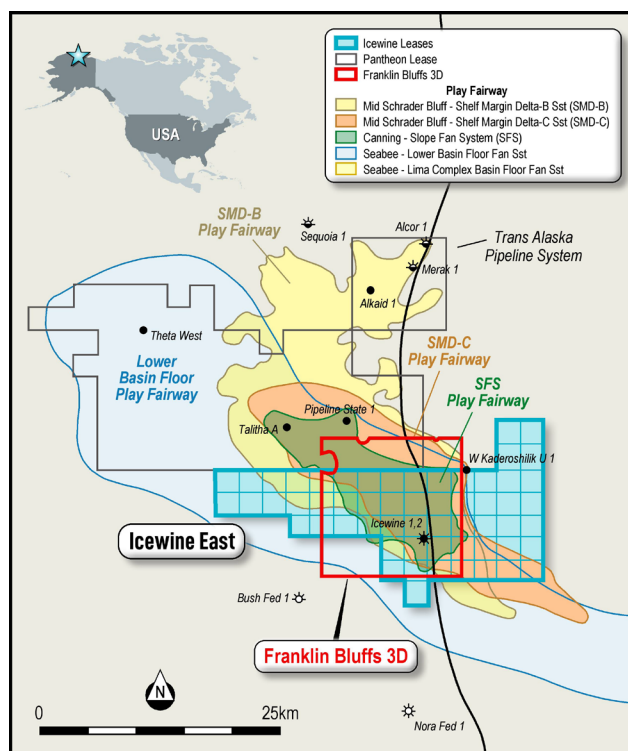 USA
Icewine Leases
Pantheon Lease
Franklin Bluffs 3D
Play Fairway
Mid Schrader Bluff - Shelf Margin Delta-B Sst (SMD-B)
Mid Schrader Bluff - Shelf Margin Delta-C Sst (SMD-C)
Canning - Slope Fan System (SFS)
Seabee - Lower Basin Floor Fan Sst
Seabee - Lima Complex Basin Floor Fan Sst
SMD-B
Play Fairway
Sequoia 1
Alcor 1
Trans Alaska
Pipeline System
Merak 1
Alkaid 1
Theta West
SMD-C
Play Fairway
Lower
Basin Floor
Play Fairway
SFS
Play Fairway
Pipeline State 1
Talitha A
W Kaderoshilik U 1
Icewine 1,2
Icewine East
Bush Fed 1
Franklin Bluffs 3D
N
0
25km
Nora Fed 1